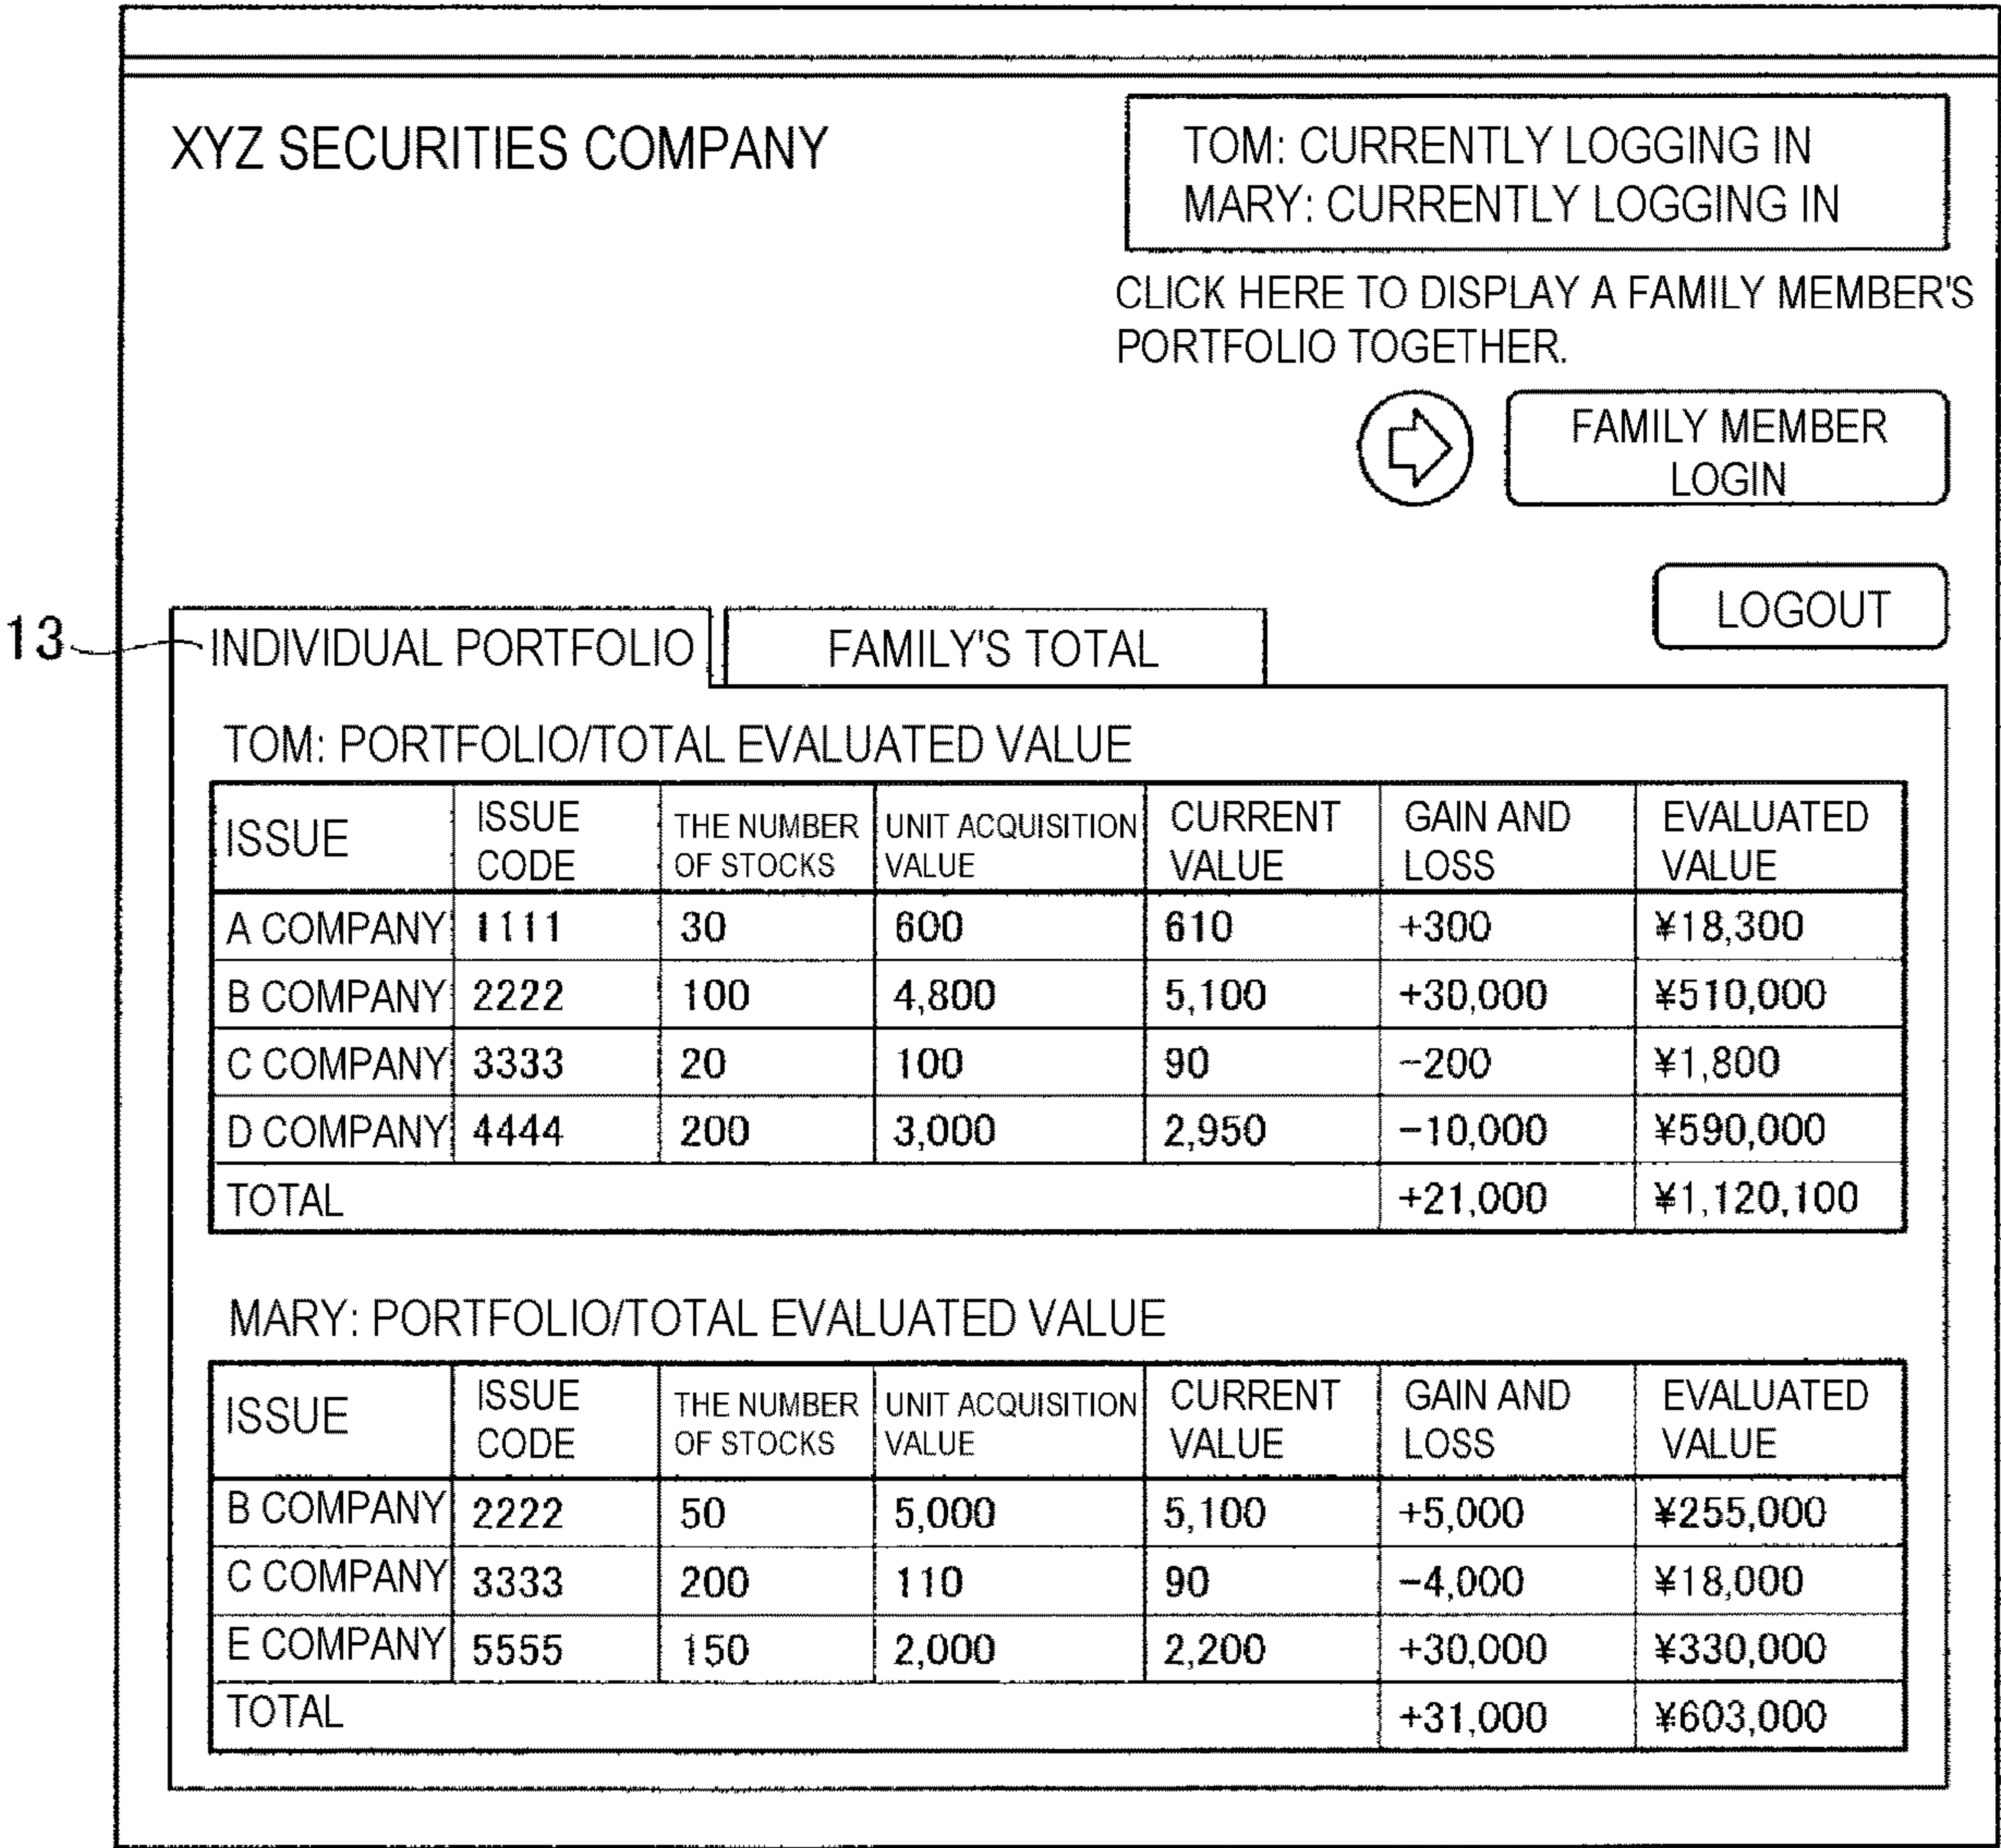 XYZ SECURITIES COMPANY
TOM: CURRENTLY LOGGING IN
MARY: CURRENTLY LOGGING IN
CLICK HERE TO DISPLAY A FAMILY MEMBER'S
PORTFOLIO TOGETHER.
FAMILY MEMBER
LOGIN
LOGOUT
13
INDIVIDUAL PORTFOLIO FAMILY'S TOTAL
TOM: PORTFOLIO/TOTAL EVALUATED VALUE
ISSUE ISSUE CODE THE NUMBER OF STOCKS UNIT ACQUISITION VALUE CURRENT VALUE GAIN AND LOSS EVALUATED VALUE
A COMPANY 1111 30 600 610 +300 ¥18,300
B COMPANY 2222 100 4,800 5,100 +30,000 ¥510,000
C COMPANY 3333 20 100 90 -200 ¥1,800
D COMPANY 4444 200 3,000 2,950 -10,000 ¥590,000
TOTAL +21,000 ¥1,120,100
MARY: PORTFOLIO/TOTAL EVALUATED VALUE
ISSUE ISSUE CODE THE NUMBER OF STOCKS UNIT ACQUISITION VALUE CURRENT VALUE GAIN AND LOSS EVALUATED VALUE
B COMPANY 2222 50 5,000 5,100 +5,000 ¥255,000
C COMPANY 3333 200 110 90 -4,000 ¥18,000
E COMPANY 5555 150 2,000 2,200 +30,000 ¥330,000
TOTAL +31,000 ¥603,000